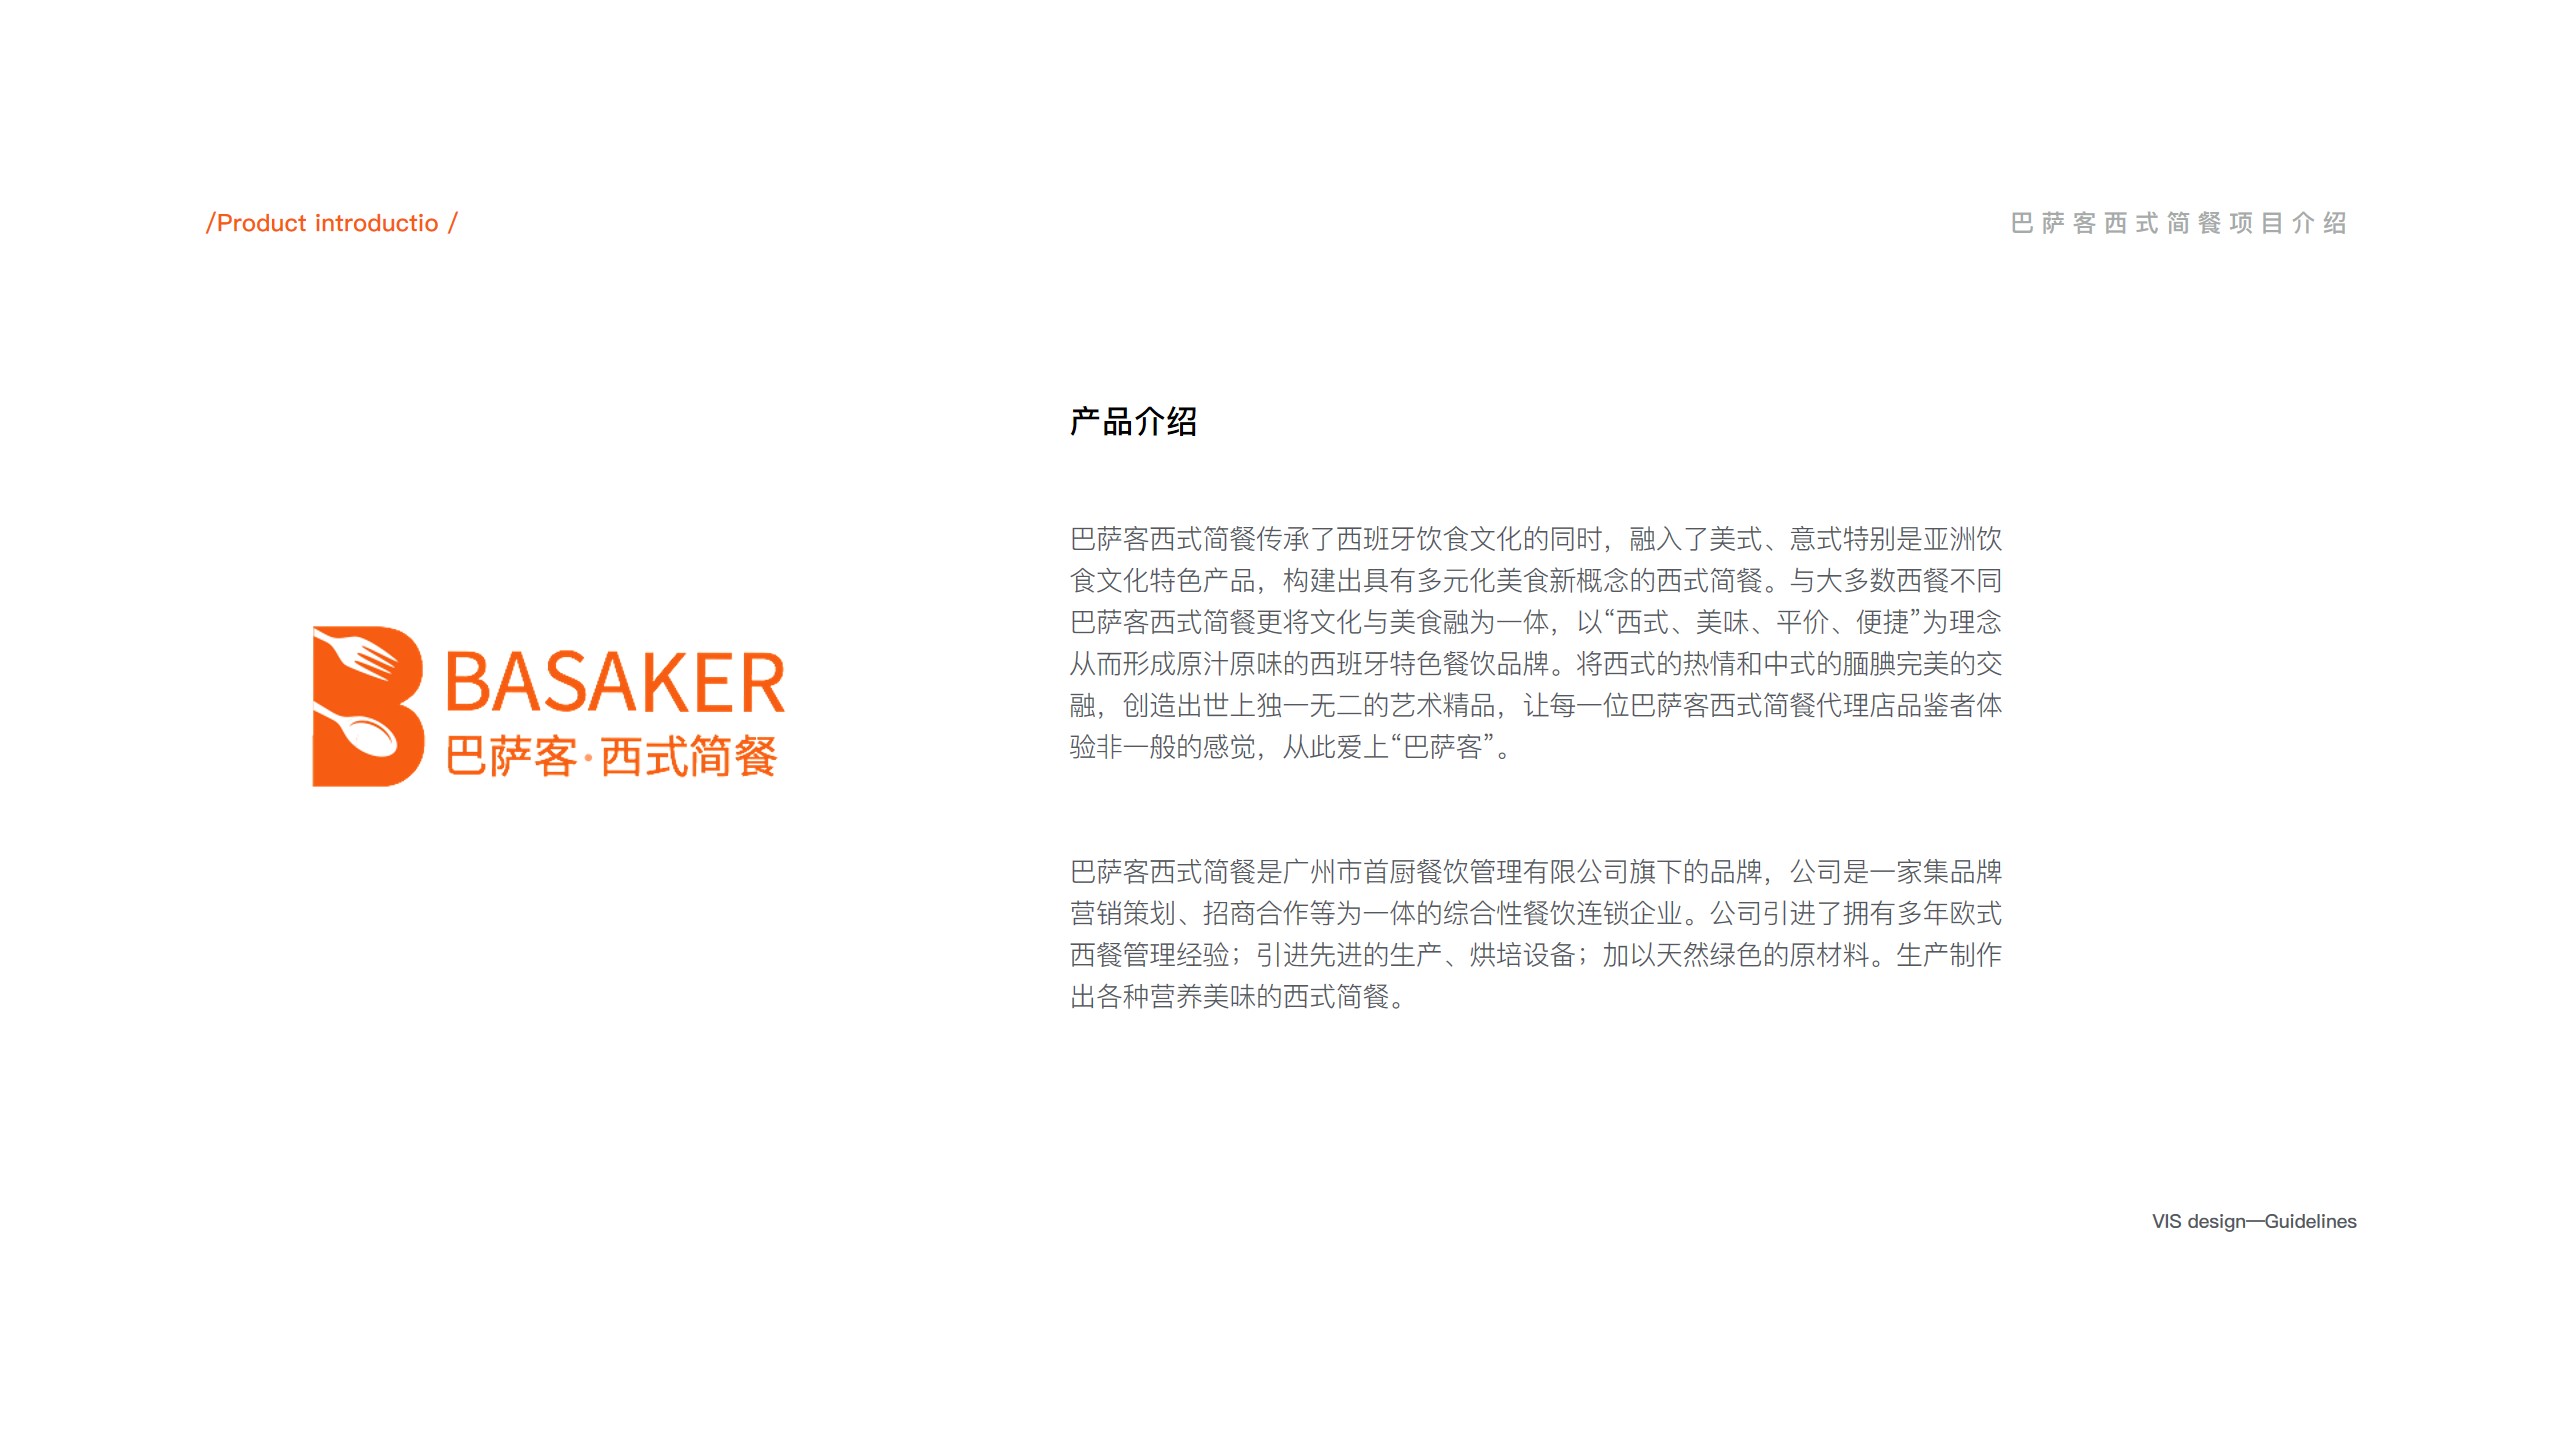 /Product introductio /
巴萨客西式简餐项目介绍
产品介绍
巴萨客西式简餐传承了西班牙饮食文化的同时，融入了美式、意式特别是亚洲饮
食文化特色产品，构建出具有多元化美食新概念的西式简餐。与大多数西餐不同
巴萨客西式简餐更将文化与美食融为一体，以“西式、美味、平价、便捷”为理念
从而形成原汁原味的西班牙特色餐饮品牌。将西式的热情和中式的腼腆完美的交
融，创造出世上独一无二的艺术精品，让每一位巴萨客西式简餐代理店品鉴者体
验非一般的感觉，从此爱上“巴萨客”。
BASAKER
巴萨客·西式简餐
巴萨客西式简餐是广州市首厨餐饮管理有限公司旗下的品牌，公司是一家集品牌
营销策划、招商合作等为一体的综合性餐饮连锁企业。公司引进了拥有多年欧式
西餐管理经验；引进先进的生产、烘培设备；加以天然绿色的原材料。生产制作
出各种营养美味的西式简餐。
VIS design—Guidelines